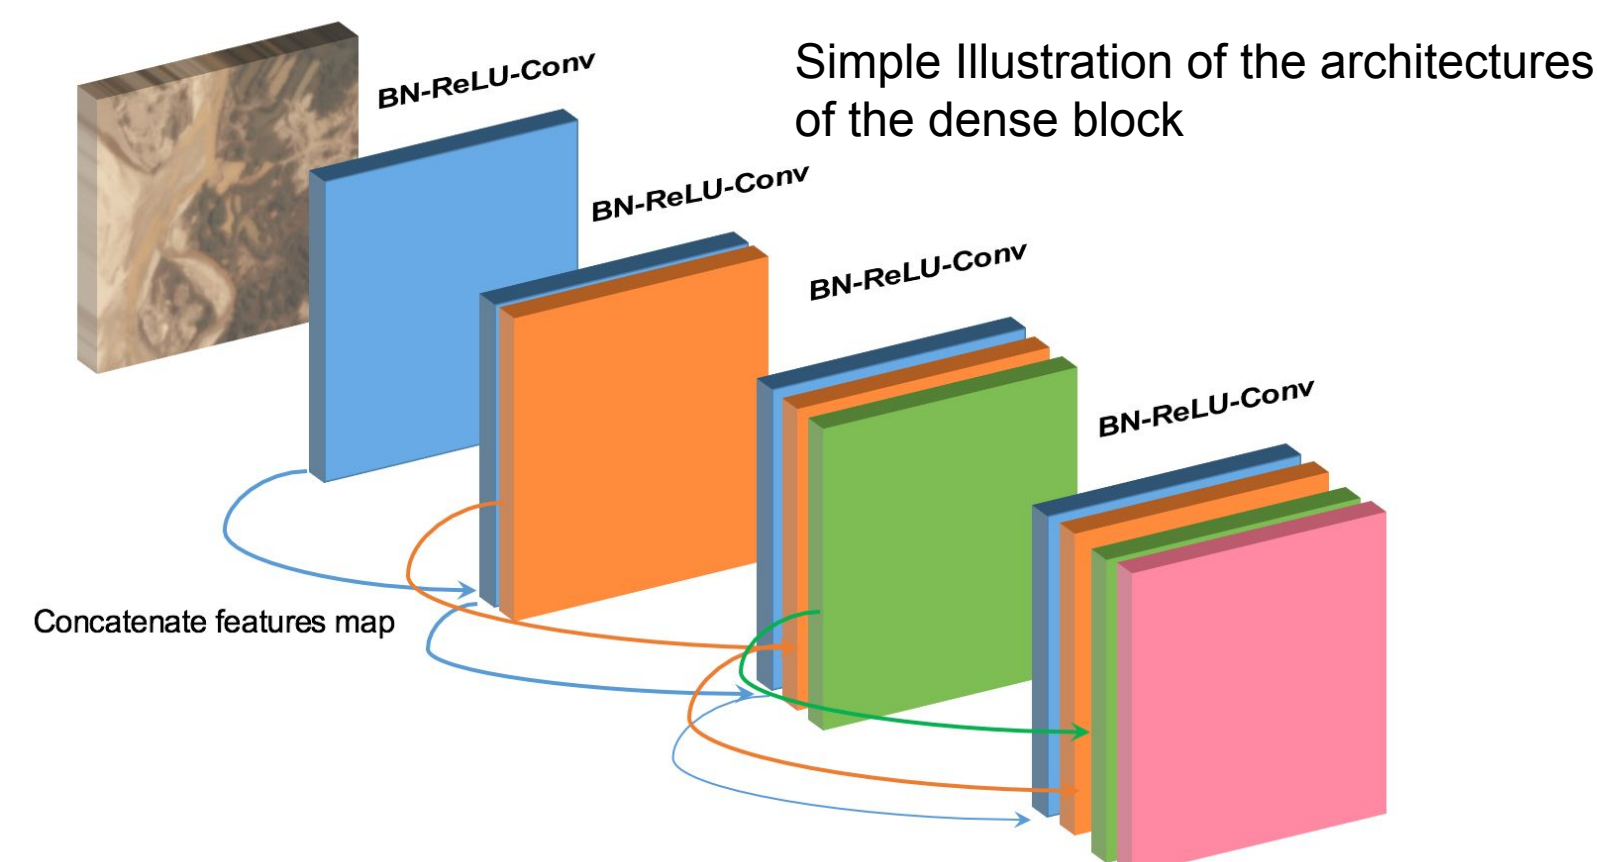 Simple Illustration of the architectures
of the dense block
BN-ReLU-Conv
BN-ReLU-Conv
BN-ReLU-Conv
BN-ReLU-Conv
Concatenate features map